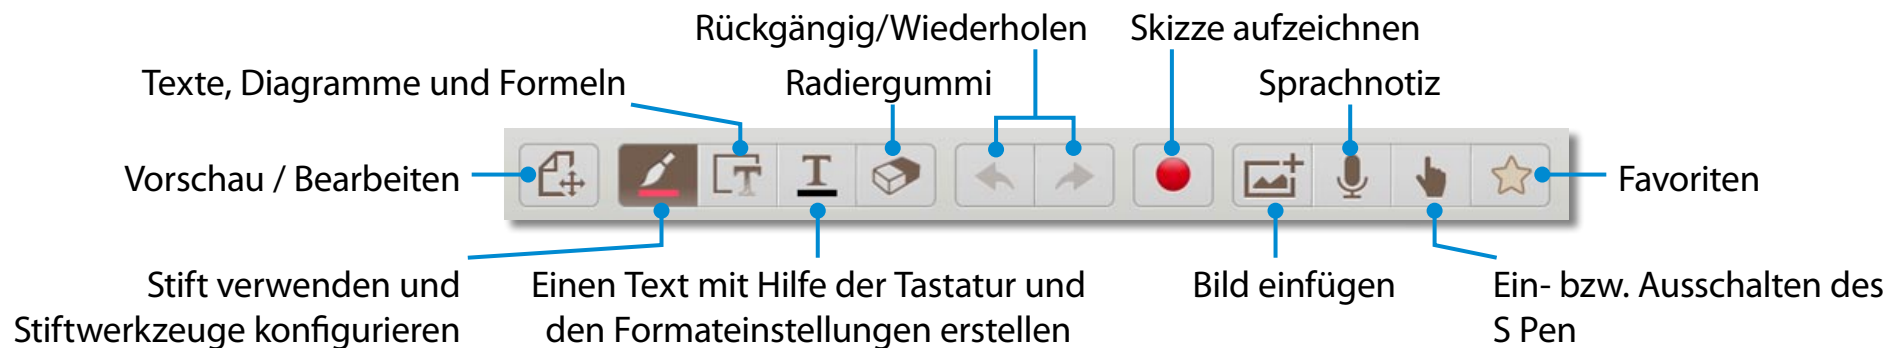 Rückgängig/Wiederholen
Skizze aufzeichnen
Texte, Diagramme und Formeln
Radiergummi
Sprachnotiz
Vorschau / Bearbeiten
T
T
Favoriten
Stift verwenden und
Stiftwerkzeuge konfigurieren
Einen Text mit Hilfe der Tastatur und
den Formateinstellungen erstellen
Bild einfügen
Ein- bzw. Ausschalten des
S Pen